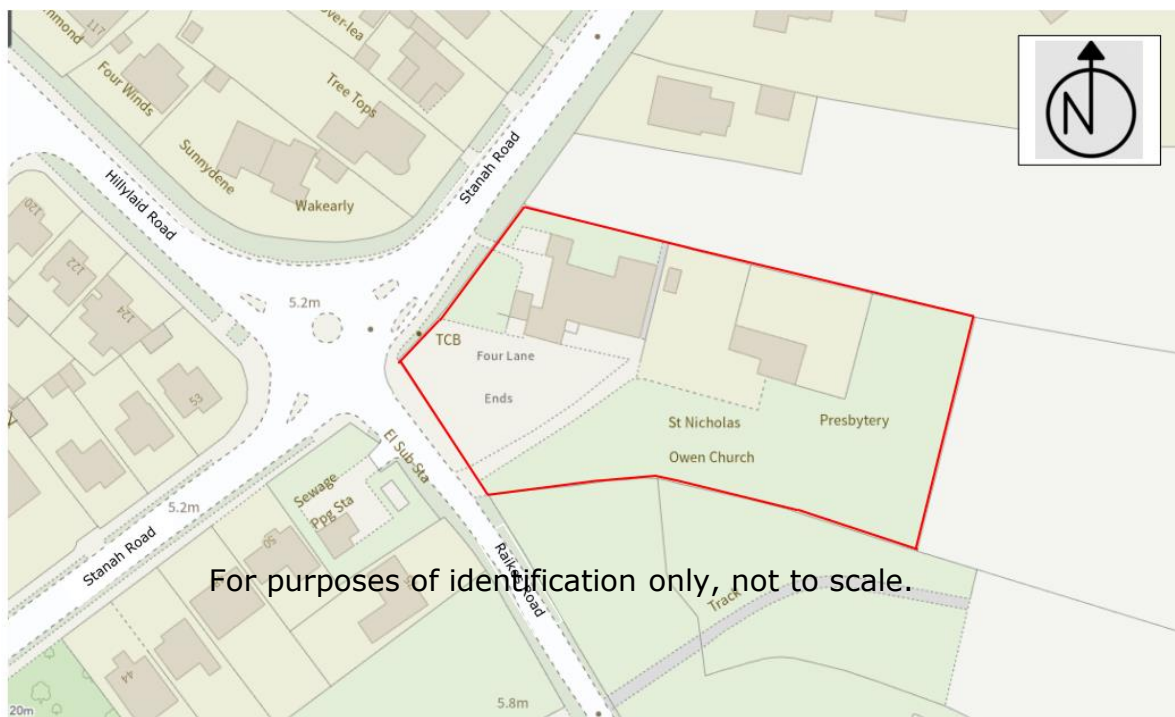 117
Four Winds
Tree Tops
Sunnydene
Wakearly
Stanah Road
N
Hillylaid Road
120
122
124
5.2m
TCB
Four Lane
Ends
53
St Nicholas
Owen Church
Presbytery
El Sub Sta
Sewage
Ppg Sta
5.2m
Stanah Road
50
Road
For purposes of identification only, not to scale.
Track
44
20m
5.8m